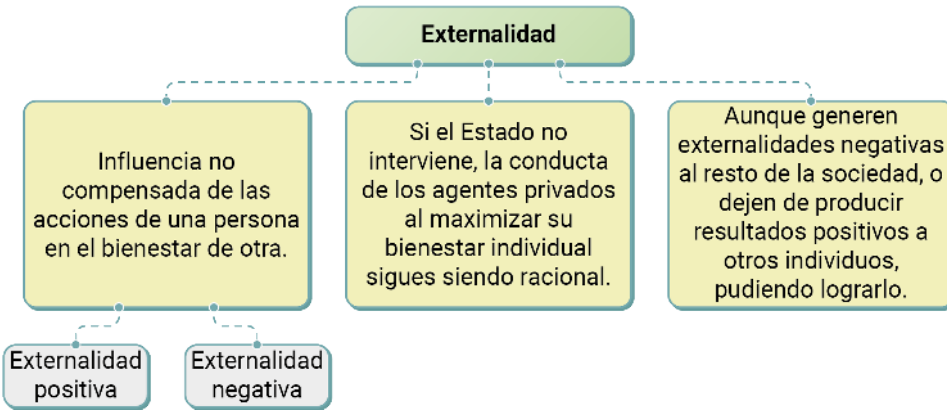 Externalidad
Influencia no
compensada de las
acciones de una persona
en el bienestar de otra.
Si el Estado no
interviene, la conducta
de los agentes privados
al maximizar su
bienestar individual
sigues siendo racional.
Aunque generen
externalidades negativas
al resto de la sociedad, o
dejen de producir
resultados positivos a
otros individuos,
pudiendo lograrlo.
Externalidad
positiva
Externalidad
negativa